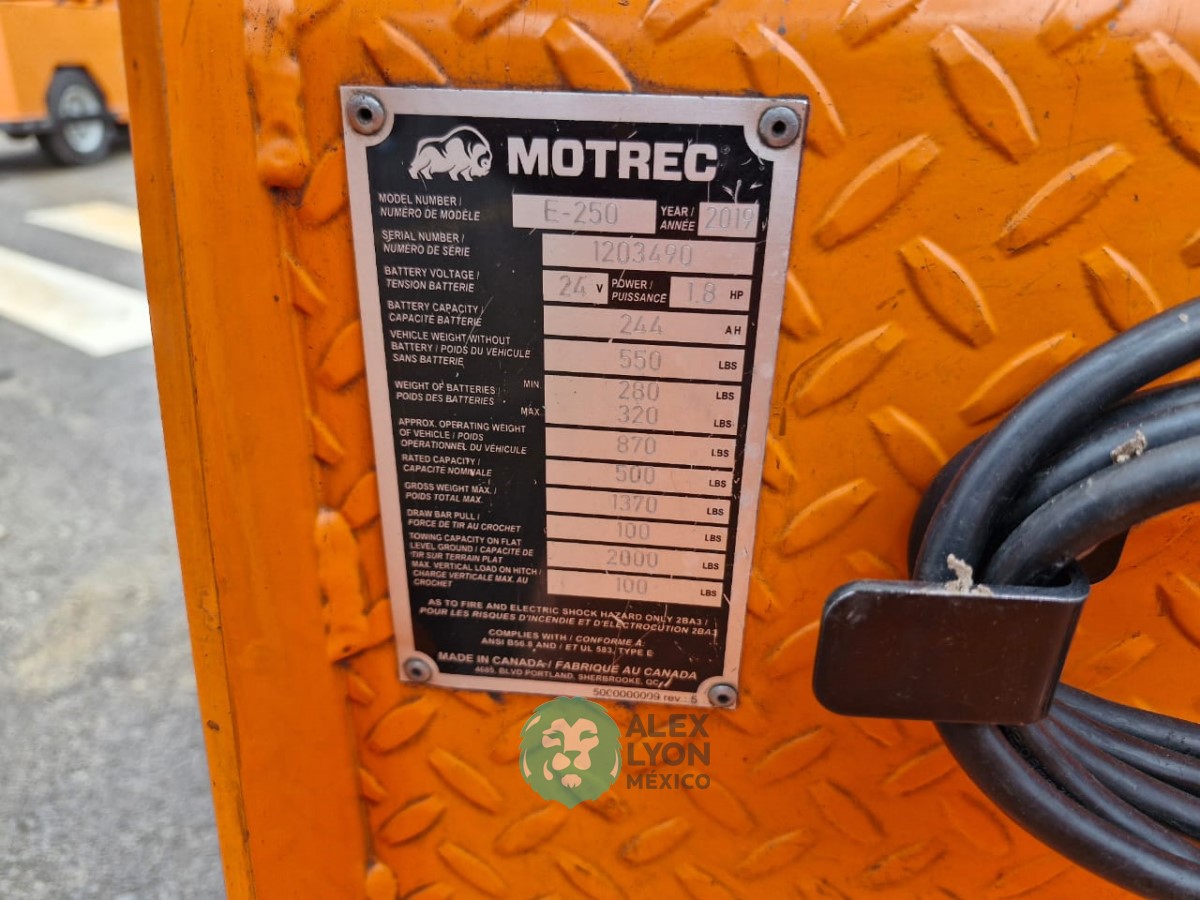 MOTREC
MODEL NUMBER /
NUMÉRO DE MODÈLE
E-250
YEAR /
ANNÉE
2019
SERIAL NUMBER /
NUMÉRO DE SÉRIE
1203490
BATTERY VOLTAGE /
TENSION BATTERIE
24 V
POWER /
PUISSANCE
1.8 HP
BATTERY CAPACITY /
CAPACITÉ BATTERIE
244 AH
VEHICLE WEIGHT WITHOUT
BATTERY / POIDS DU VÉHICULE
SANS BATTERIE
550 LBS
WEIGHT OF BATTERIES
POIDS DES BATTERIES
MIN. 280 LBS
MAX. 320 LBS
APPROX. OPERATING WEIGHT
OF VEHICLE / POIDS
OPÉRATIONNEL DU VÉHICULE
870 LBS
RATED CAPACITY /
CAPACITÉ NOMINALE
500 LBS
GROSS WEIGHT MAX. /
POIDS TOTAL MAX.
1370 LBS
DRAW BAR PULL /
FORCE DE TIR AU CROCHET
100 LBS
TOWING CAPACITY ON FLAT
LEVEL GROUND / CAPACITÉ DE
TIR SUR TERRAIN PLAT
2000 LBS
MAX. VERTICAL LOAD ON HITCH /
CHARGE VERTICALE MAX. AU
CROCHET
100 LBS
AS TO FIRE AND ELECTRIC SHOCK HAZARD ONLY 2BA3 /
POUR LES RISQUES D'INCENDIE ET D'ÉLECTROCUTION 2BA3
COMPLIES WITH / CONFORME À:
ANSI B56.8 AND / ET UL 583, TYPE E
MADE IN CANADA / FABRIQUÉ AU CANADA
4685, BLVD PORTLAND, SHERBROOKE, QC
5000000009 rev.: 5
ALEX
LYON
MÉXICO